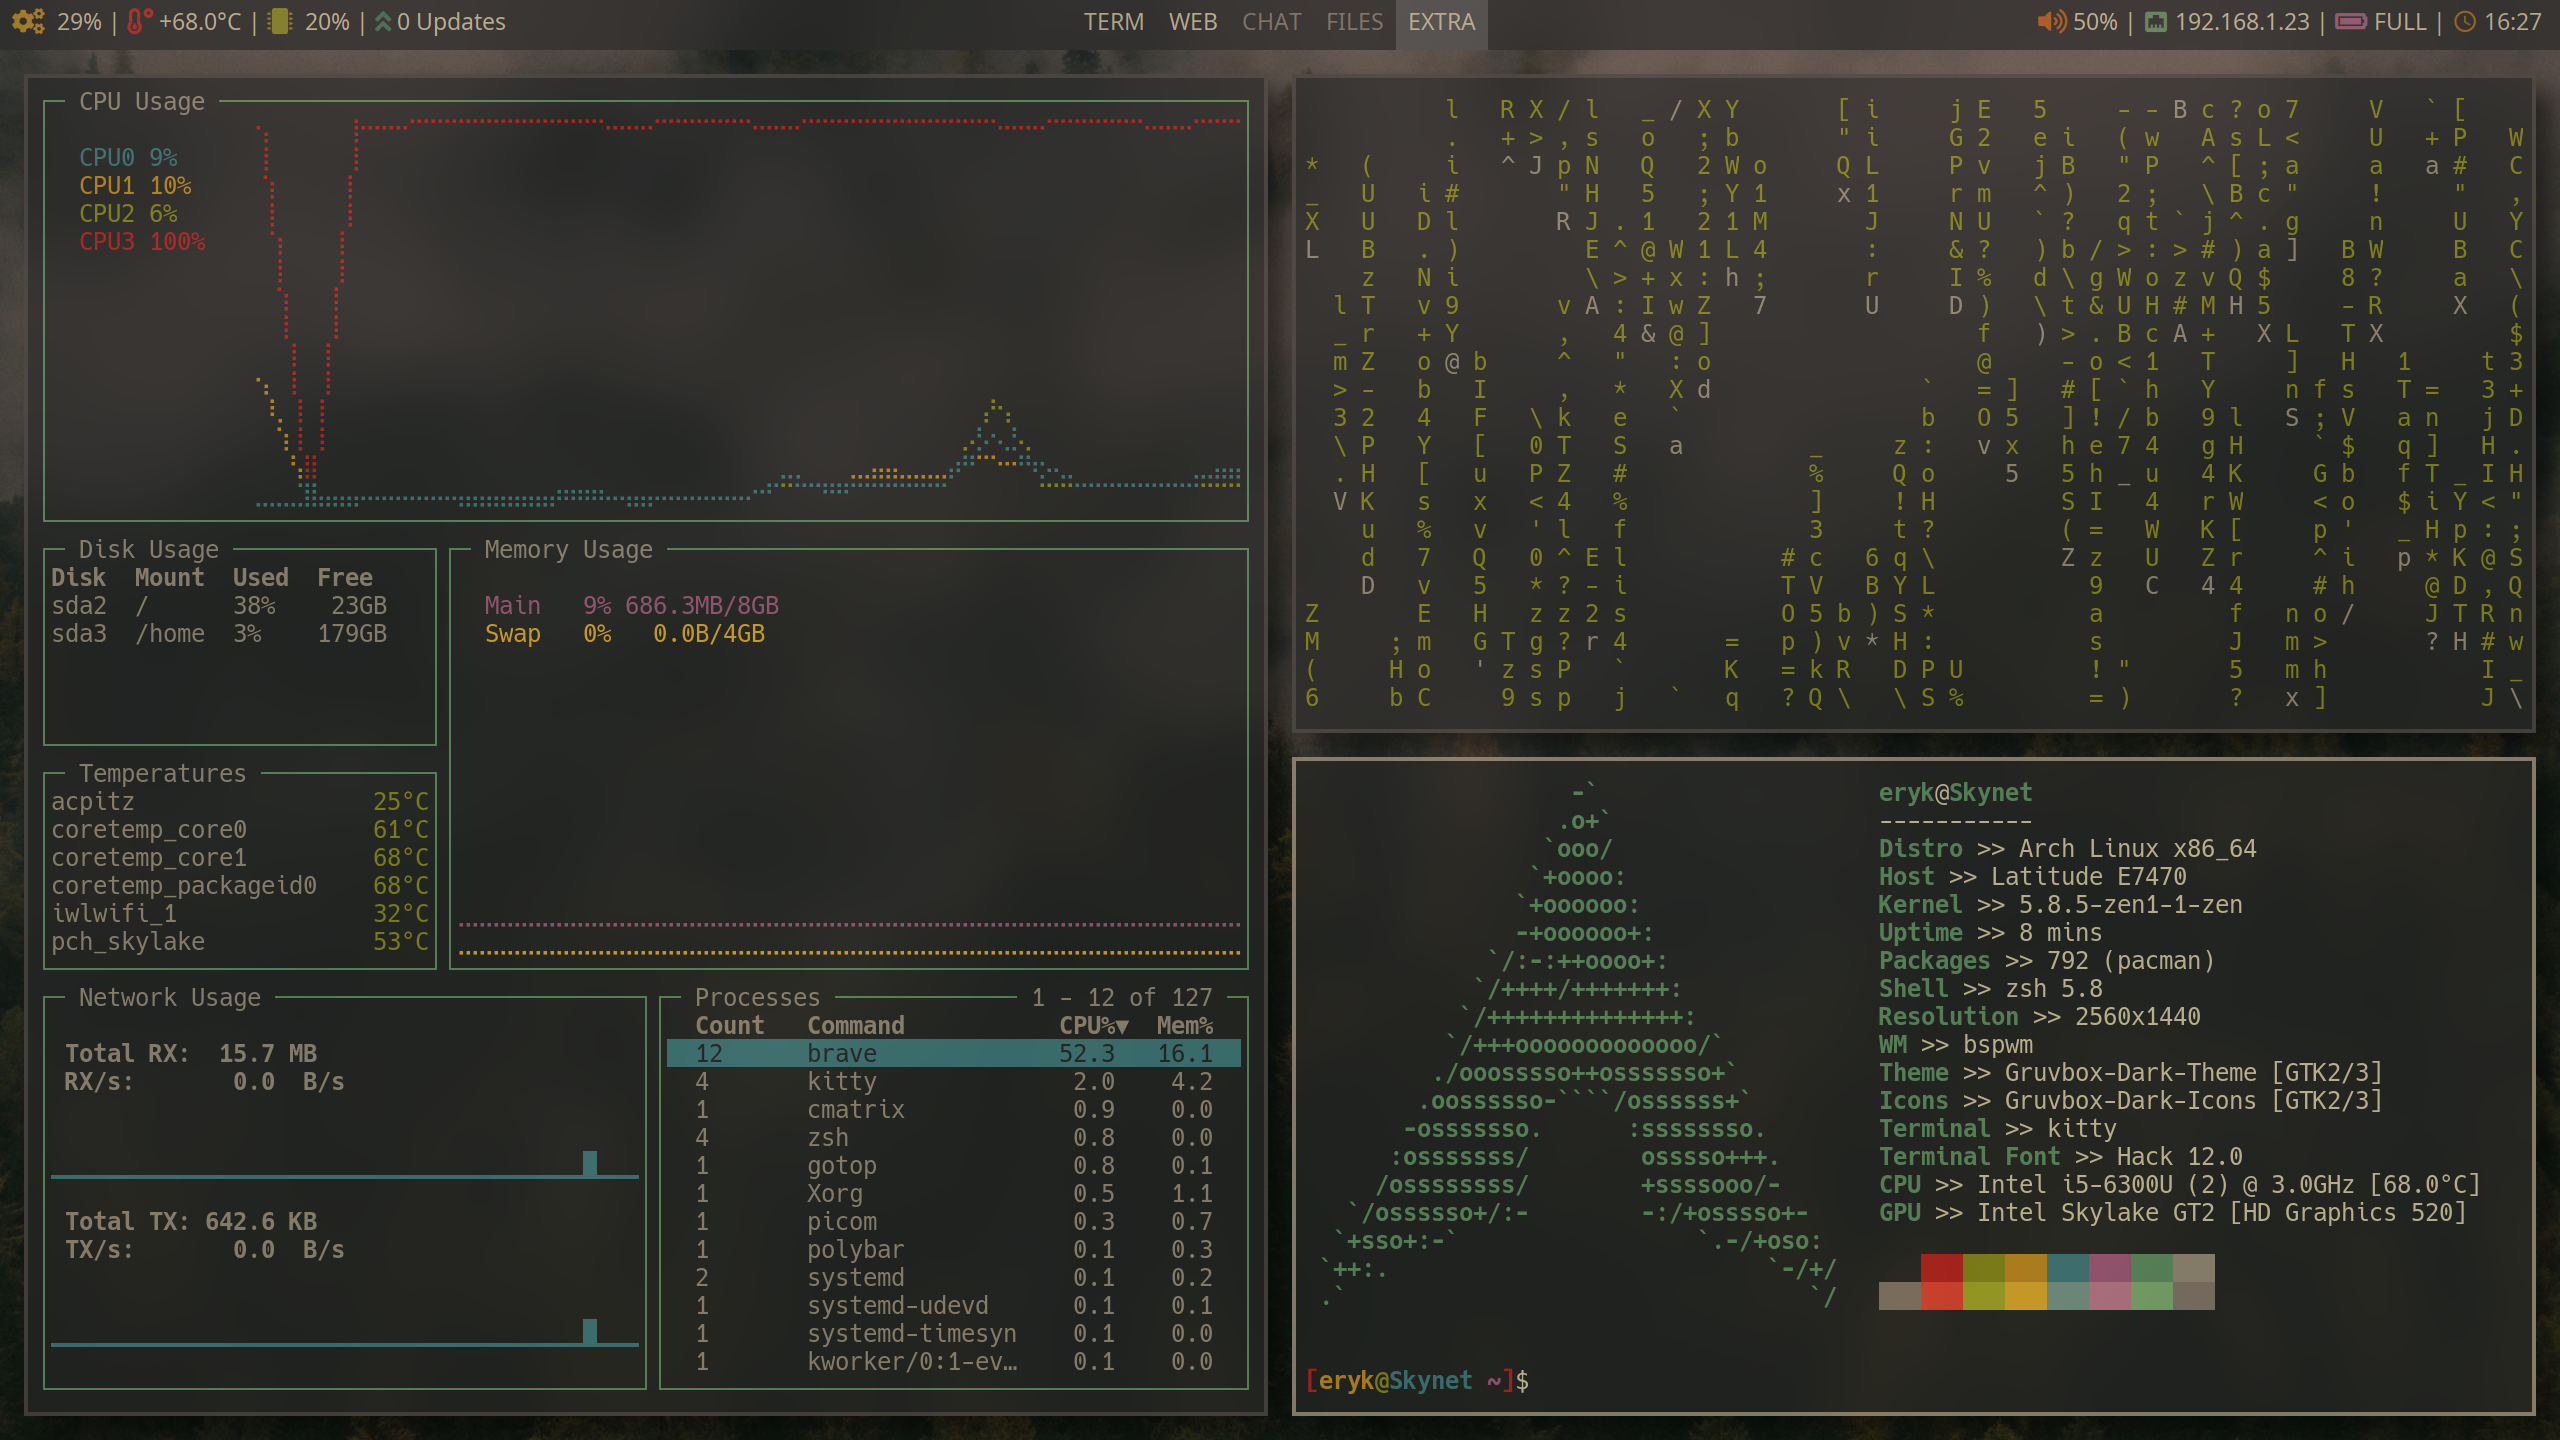 29% | +68.0°C | 20% | 0 Updates
TERM WEB CHAT FILES EXTRA
50% | 192.168.1.23 | FULL | 16:27
CPU Usage
CPU0 9%
CPU1 10%
CPU2 6%
CPU3 100%
Disk Usage
Disk Mount Used Free
sda2 / 38% 23GB
sda3 /home 3% 179GB
Memory Usage
Main 9% 686.3MB/8GB
Swap 0% 0.0B/4GB
Temperatures
acpitz 25°C
coretemp_core0 61°C
coretemp_core1 68°C
coretemp_packageid0 68°C
iwlwifi_1 32°C
pch_skylake 53°C
Network Usage
Total RX: 15.7 MB
RX/s: 0.0 B/s
Total TX: 642.6 KB
TX/s: 0.0 B/s
Processes 1 - 12 of 127
Count Command CPU%▼ Mem%
12 brave 52.3 16.1
4 kitty 2.0 4.2
1 cmatrix 0.9 0.0
4 zsh 0.8 0.0
1 gotop 0.8 0.1
1 Xorg 0.5 1.1
1 picom 0.3 0.7
1 polybar 0.1 0.3
2 systemd 0.1 0.2
1 systemd-udevd 0.1 0.1
1 systemd-timesyn 0.1 0.0
1 kworker/0:1-ev… 0.1 0.0
eryk@Skynet
-----------
Distro >> Arch Linux x86_64
Host >> Latitude E7470
Kernel >> 5.8.5-zen1-1-zen
Uptime >> 8 mins
Packages >> 792 (pacman)
Shell >> zsh 5.8
Resolution >> 2560x1440
WM >> bspwm
Theme >> Gruvbox-Dark-Theme [GTK2/3]
Icons >> Gruvbox-Dark-Icons [GTK2/3]
Terminal >> kitty
Terminal Font >> Hack 12.0
CPU >> Intel i5-6300U (2) @ 3.0GHz [68.0°C]
GPU >> Intel Skylake GT2 [HD Graphics 520]
[eryk@Skynet ~]$